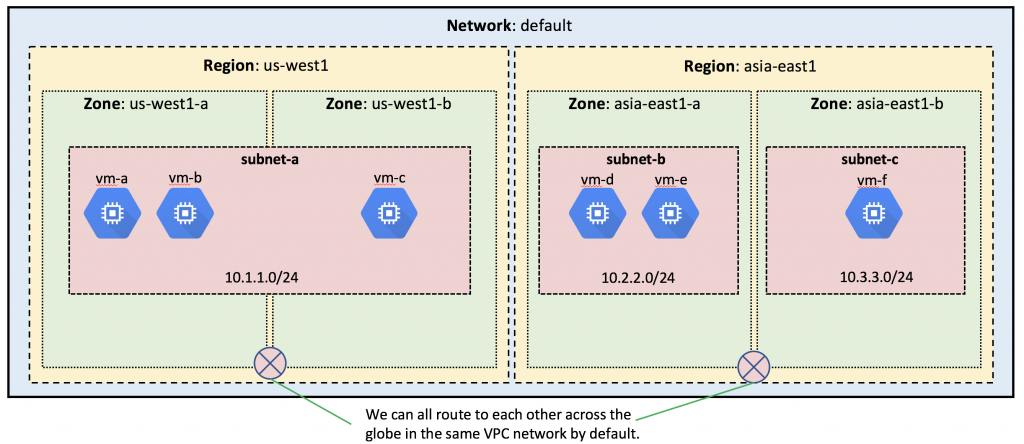 Network: default
Region: us-west1
Region: asia-east1
Zone: us-west1-a
Zone: us-west1-b
Zone: asia-east1-a
Zone: asia-east1-b
subnet-a
subnet-b
subnet-c
vm-a
vm-b
vm-c
vm-d
vm-e
vm-f
10.1.1.0/24
10.2.2.0/24
10.3.3.0/24
We can all route to each other across the
globe in the same VPC network by default.